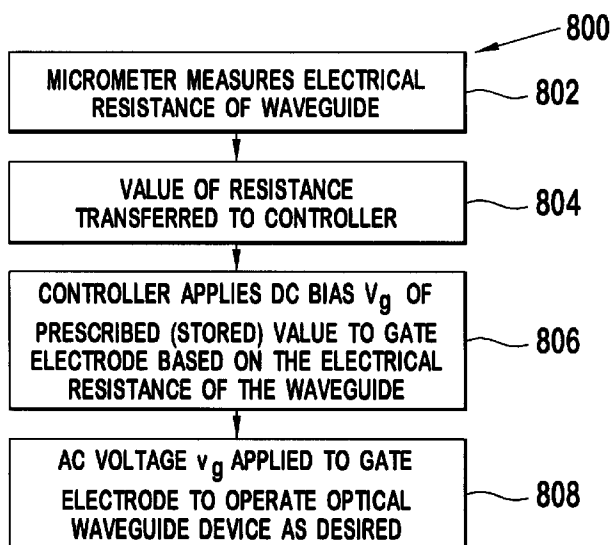 800
MICROMETER MEASURES ELECTRICAL
RESISTANCE OF WAVEGUIDE
802
VALUE OF RESISTANCE
TRANSFERRED TO CONTROLLER
804
CONTROLLER APPLIES DC BIAS Vg OF
PRESCRIBED (STORED) VALUE TO GATE
ELECTRODE BASED ON THE ELECTRICAL
RESISTANCE OF THE WAVEGUIDE
806
AC VOLTAGE vg APPLIED TO GATE
ELECTRODE TO OPERATE OPTICAL
WAVEGUIDE DEVICE AS DESIRED
808